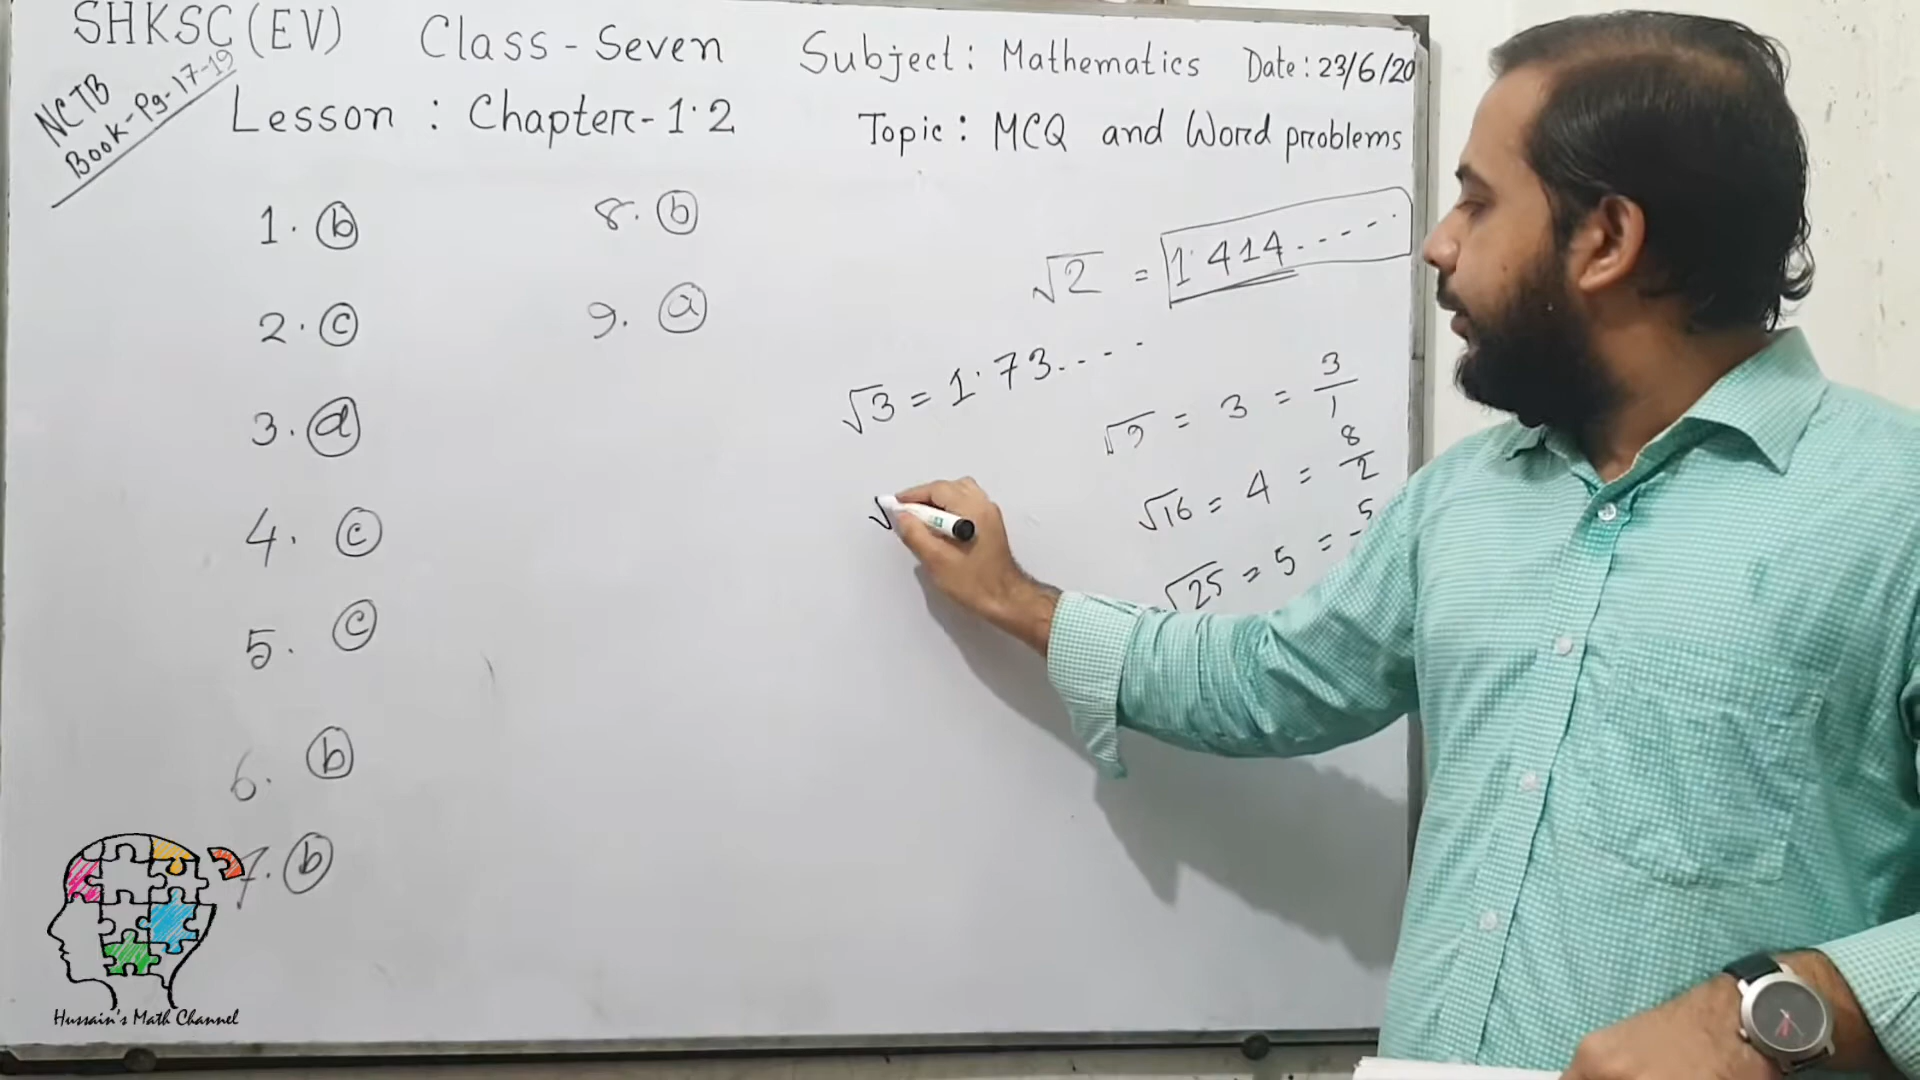 SHKSC (EV) Class - Seven Subject: Mathematics Date: 23/6/20
NCTB
Book - Pg - 17-19
Lesson : Chapter - 1.2 Topic: MCQ and Word problems
1. b
2. c
3. d
4. c
5. c
6. b
7. b
8. b
9. a
√2 = 1.414.....
√3 = 1.73....
√9 = 3 = 3/1
√16 = 4 = 8/2
√25 = 5 = 5
√
Hussain's Math Channel